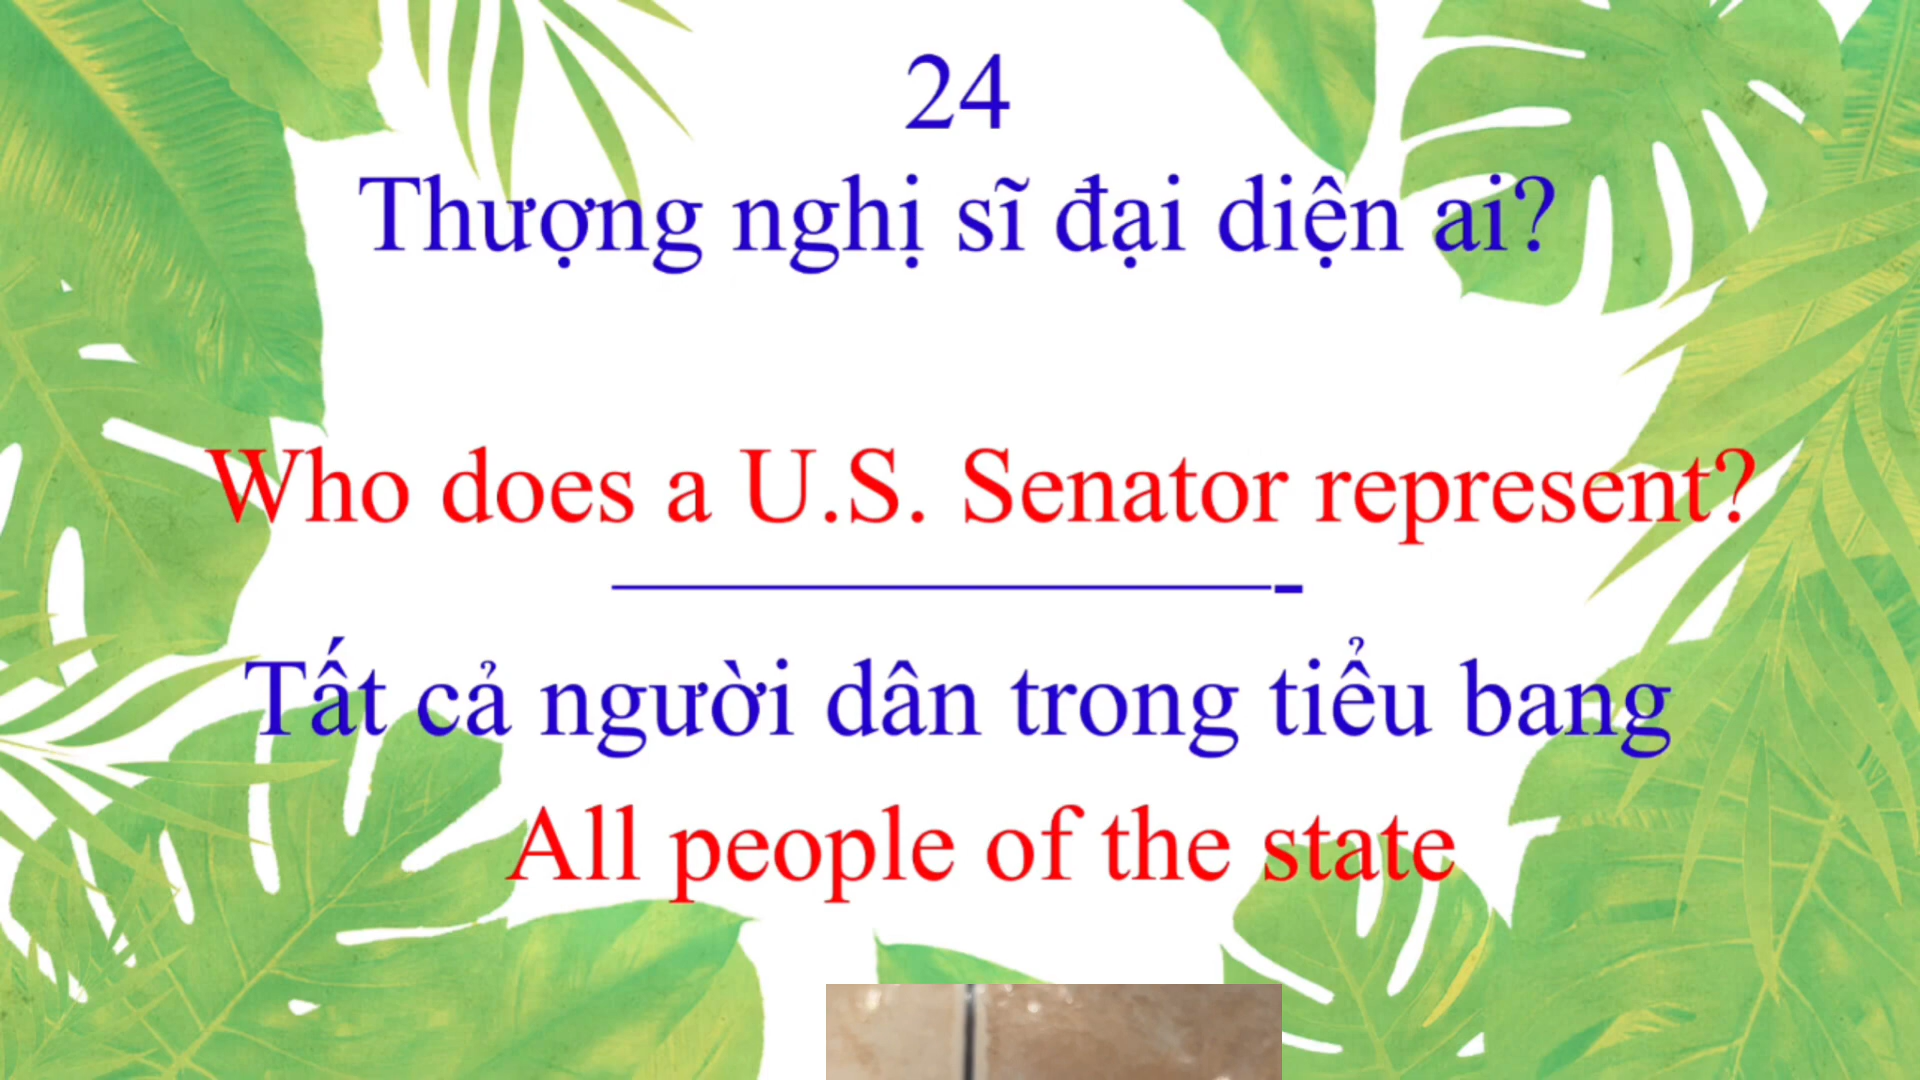 24
Thượng nghị sĩ đại diện ai?
Who does a U.S. Senator represent?
Tất cả người dân trong tiểu bang
All people of the state